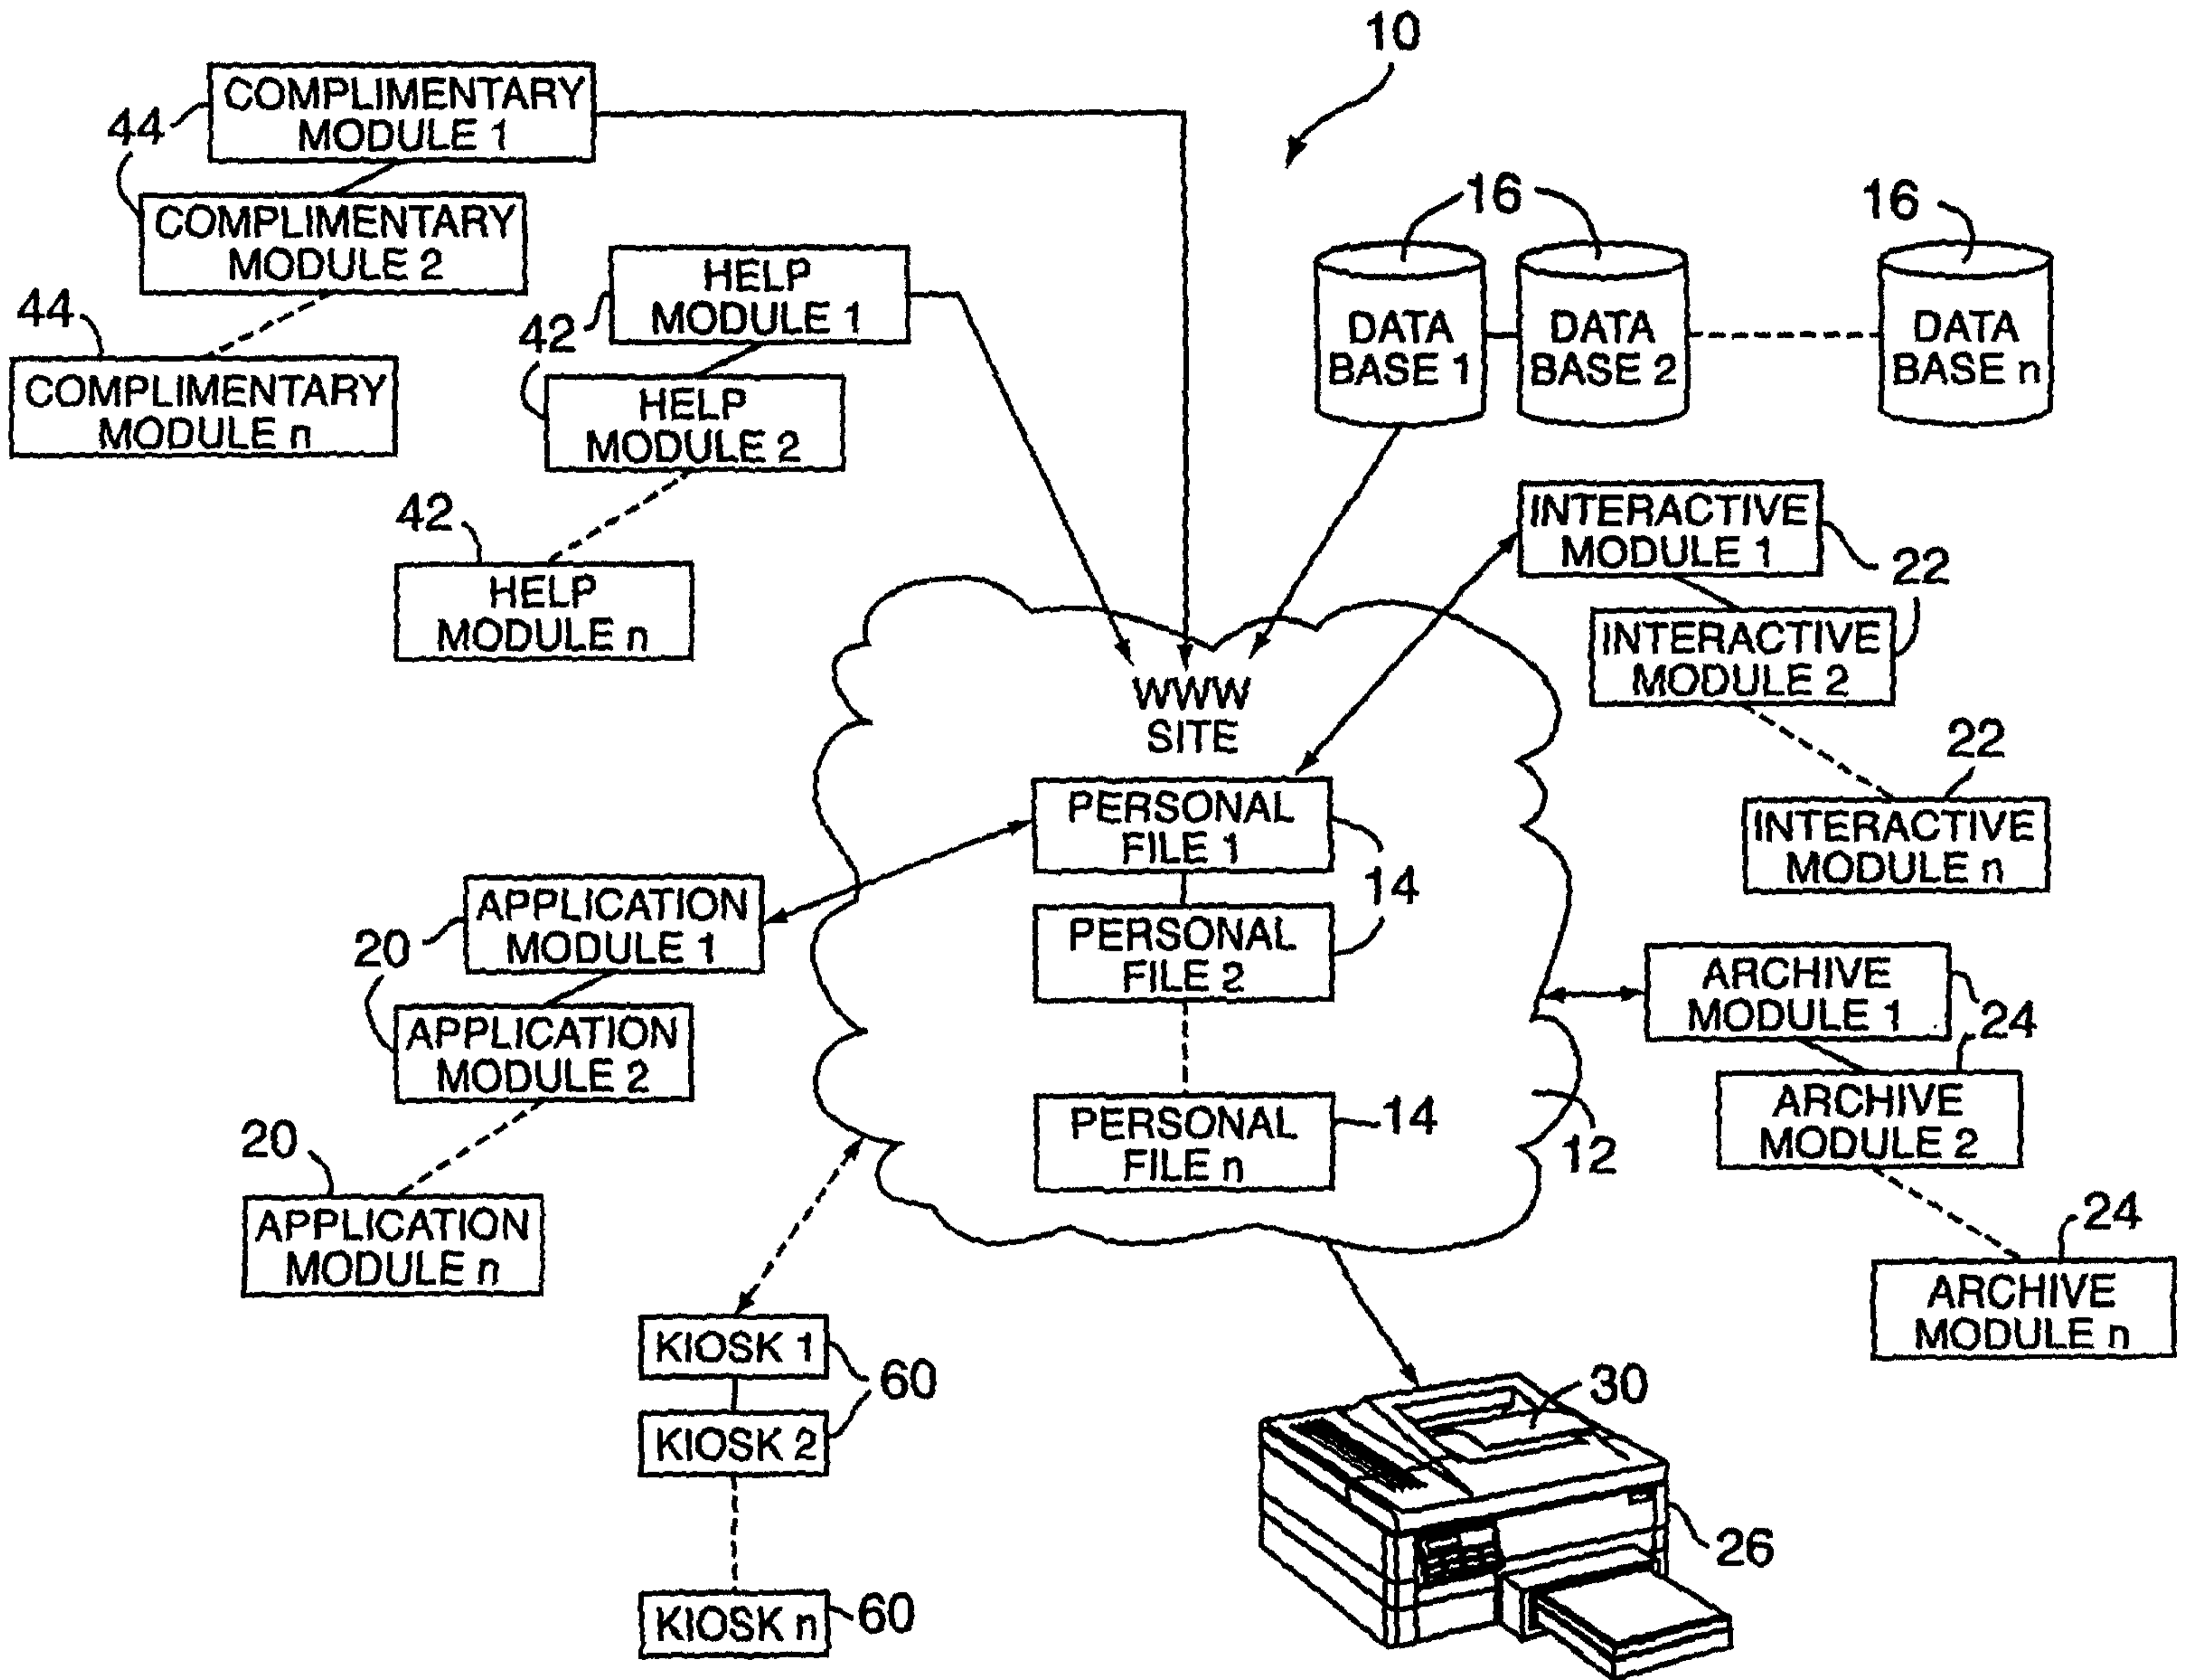 10
44
COMPLIMENTARY
MODULE 1
COMPLIMENTARY
MODULE 2
44
COMPLIMENTARY
MODULE n
42
HELP
MODULE 1
HELP
MODULE 2
42
HELP
MODULE n
16
16
DATA
BASE 1
DATA
BASE 2
DATA
BASE n
INTERACTIVE
MODULE 1
22
INTERACTIVE
MODULE 2
22
INTERACTIVE
MODULE n
WWW
SITE
PERSONAL
FILE 1
14
PERSONAL
FILE 2
PERSONAL
FILE n
14
12
20
APPLICATION
MODULE 1
APPLICATION
MODULE 2
20
APPLICATION
MODULE n
ARCHIVE
MODULE 1
24
ARCHIVE
MODULE 2
24
ARCHIVE
MODULE n
KIOSK 1
60
KIOSK 2
KIOSK n
60
30
26